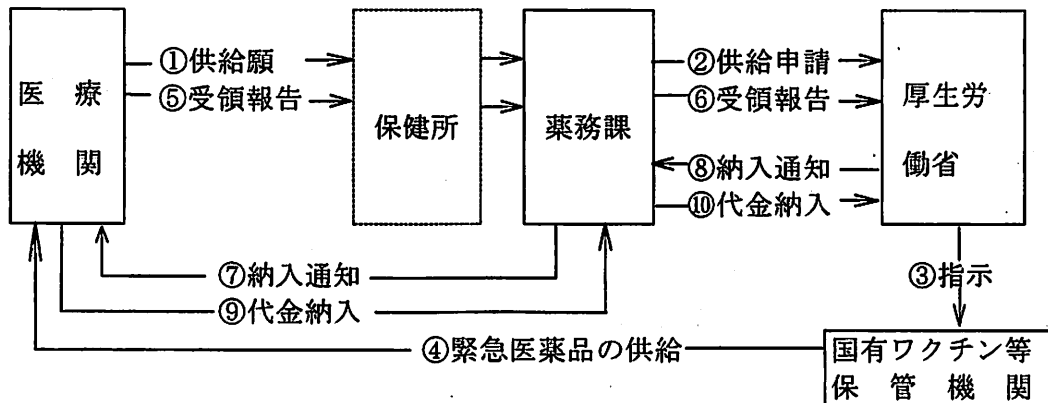 医療
機関
①供給願
⑤受領報告
保健所
薬務課
②供給申請
⑥受領報告
⑧納入通知
⑩代金納入
厚生労
働省
⑦納入通知
⑨代金納入
③指示
④緊急医薬品の供給
国有ワクチン等
保管機関